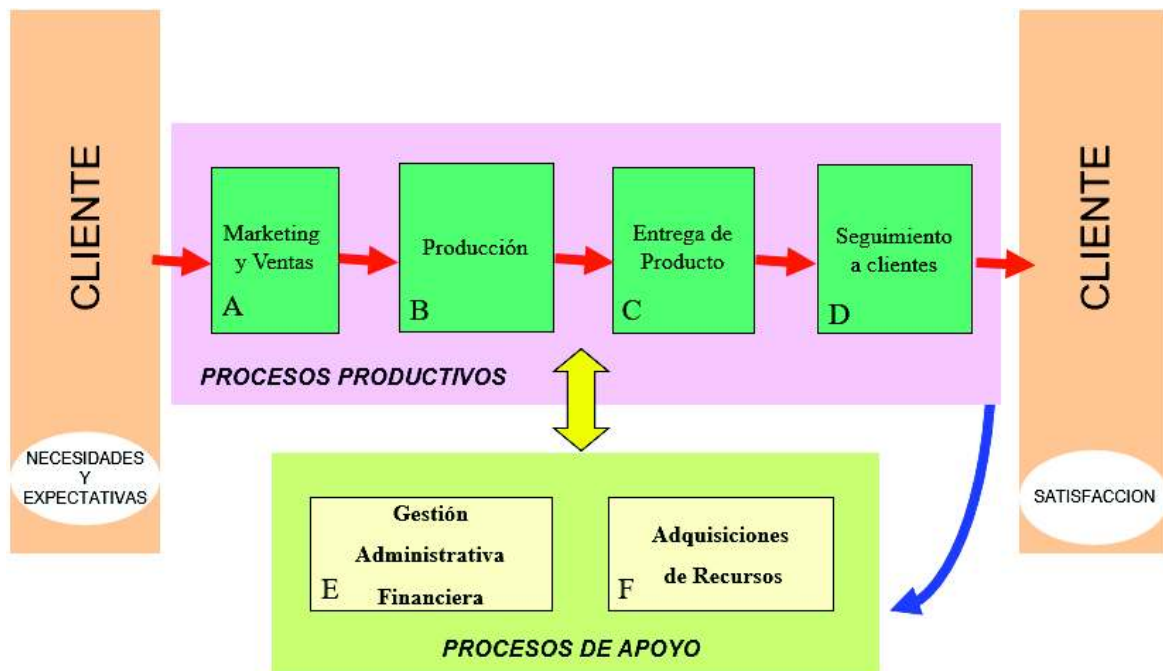 CLIENTE
NECESIDADES
Y
EXPECTATIVAS
Marketing
y Ventas
A
Producción
B
Entrega de
Producto
C
Seguimiento
a clientes
D
PROCESOS PRODUCTIVOS
CLIENTE
SATISFACCION
Gestión
Administrativa
Financiera
E
Adquisiciones
de Recursos
F
PROCESOS DE APOYO